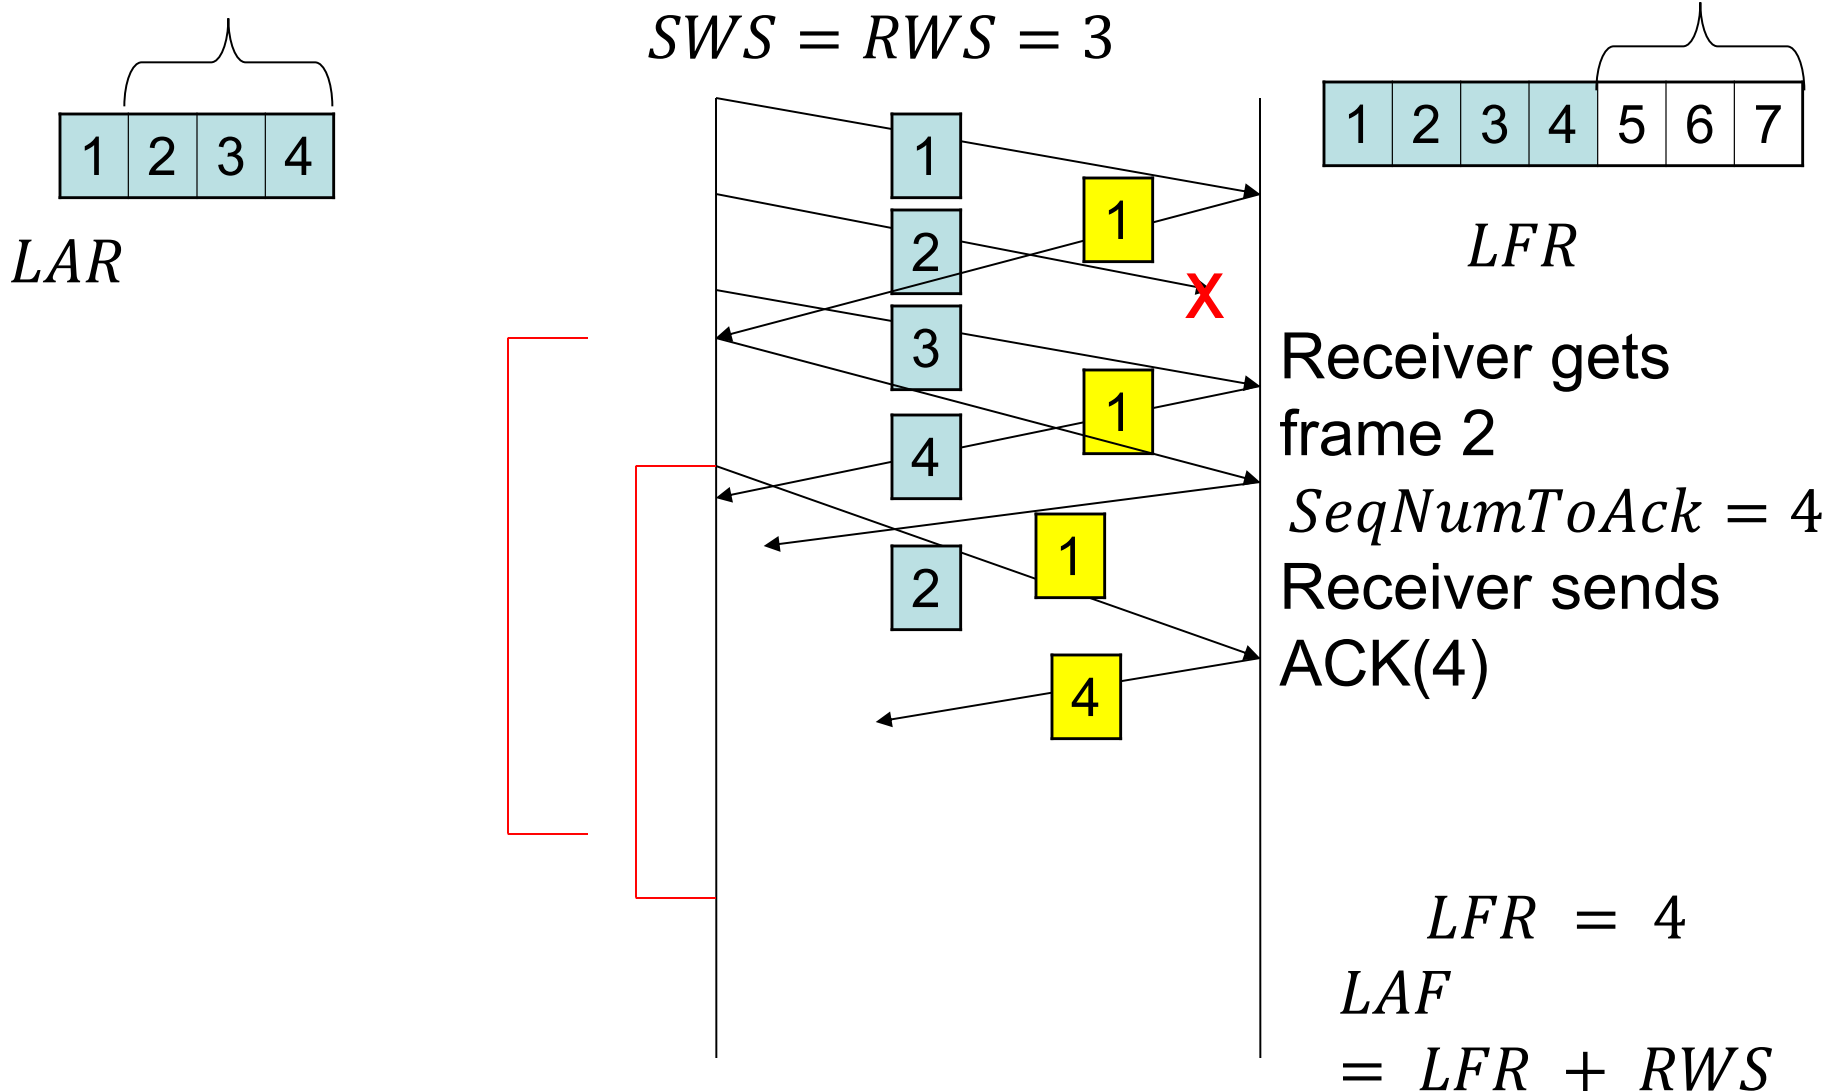 SWS = RWS = 3
1 2 3 4
LAR
1 2 3 4 5 6 7
LFR
1
1
2
X
3
1
4
1
2
4
Receiver gets
frame 2
SeqNumToAck = 4
Receiver sends
ACK(4)
LFR = 4
LAF
= LFR + RWS